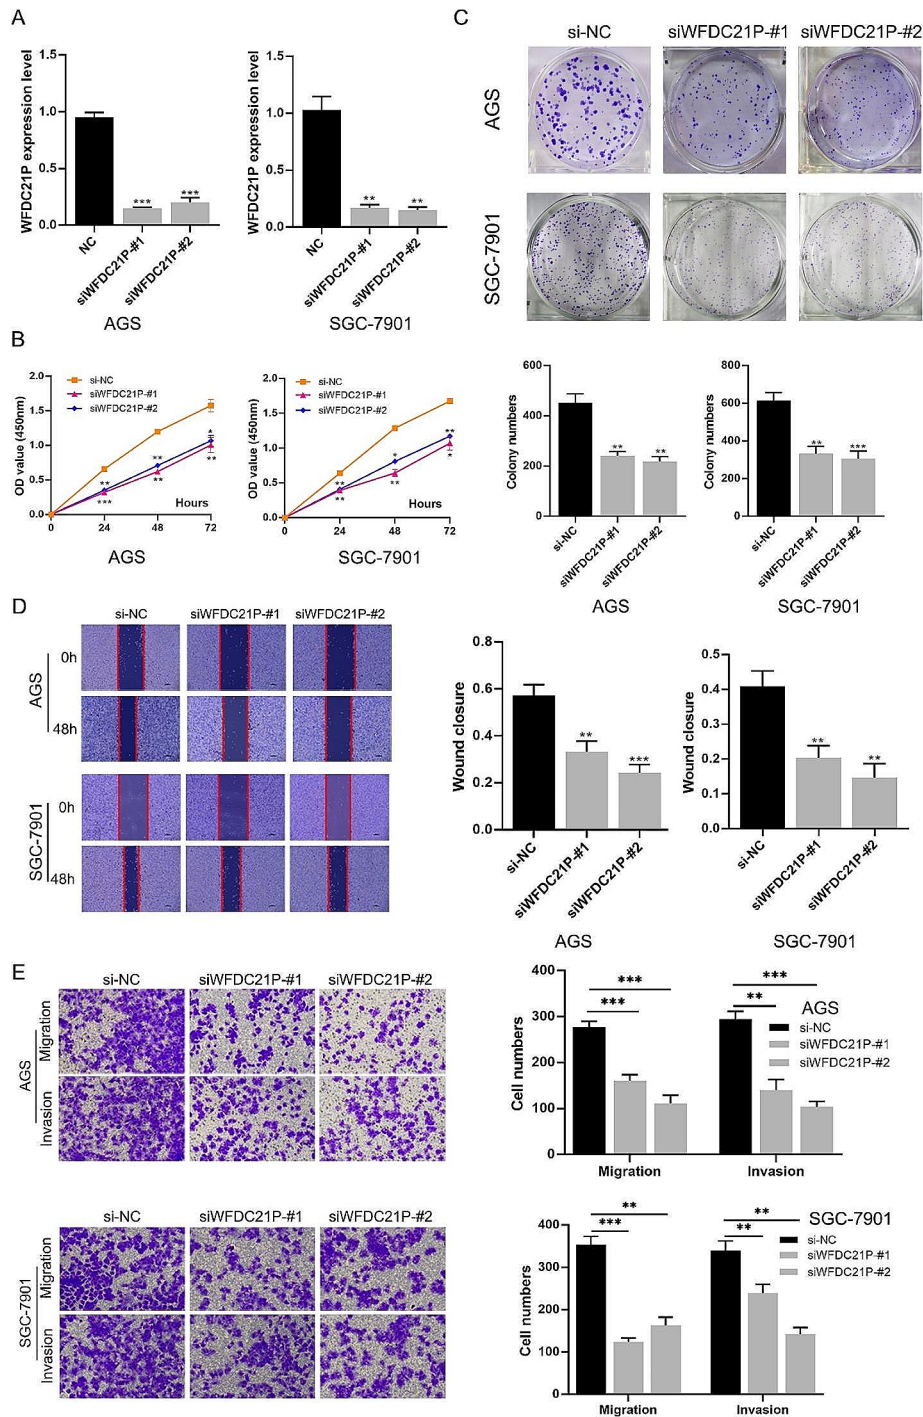 A
WFDC21P expression level
1.5
1.0
0.5
0.0
***
***
NC
siWFDC21P-#1
siWFDC21P-#2
AGS
WFDC21P expression level
1.5
1.0
0.5
0.0
**
**
NC
siWFDC21P-#1
siWFDC21P-#2
SGC-7901
C
si-NC siWFDC21P-#1 siWFDC21P-#2
AGS
SGC-7901
B
OD value (450nm)
2.0
1.5
1.0
0.5
0.0
si-NC
siWFDC21P-#1
siWFDC21P-#2
** ** *
*** ** **
Hours
0 24 48 72
AGS
OD value (450nm)
2.0
1.5
1.0
0.5
0.0
si-NC
siWFDC21P-#1
siWFDC21P-#2
** * **
** ** *
Hours
0 24 48 72
SGC-7901
Colony numbers
600
400
200
0
**
**
si-NC
siWFDC21P-#1
siWFDC21P-#2
AGS
Colony numbers
800
600
400
200
0
**
***
si-NC
siWFDC21P-#1
siWFDC21P-#2
SGC-7901
D
si-NC siWFDC21P-#1 siWFDC21P-#2
AGS
0h
48h
SGC-7901
0h
48h
Wound closure
0.8
0.6
0.4
0.2
0.0
**
***
si-NC
siWFDC21P-#1
siWFDC21P-#2
AGS
Wound closure
0.5
0.4
0.3
0.2
0.1
0.0
**
**
si-NC
siWFDC21P-#1
siWFDC21P-#2
SGC-7901
E
si-NC siWFDC21P-#1 siWFDC21P-#2
AGS
Migration
Invasion
Cell numbers
400
300
200
100
0
***
***
***
**
AGS
si-NC
siWFDC21P-#1
siWFDC21P-#2
Migration Invasion
si-NC siWFDC21P-#1 siWFDC21P-#2
SGC-7901
Migration
Invasion
Cell numbers
400
300
200
100
0
**
***
**
**
SGC-7901
si-NC
siWFDC21P-#1
siWFDC21P-#2
Migration Invasion